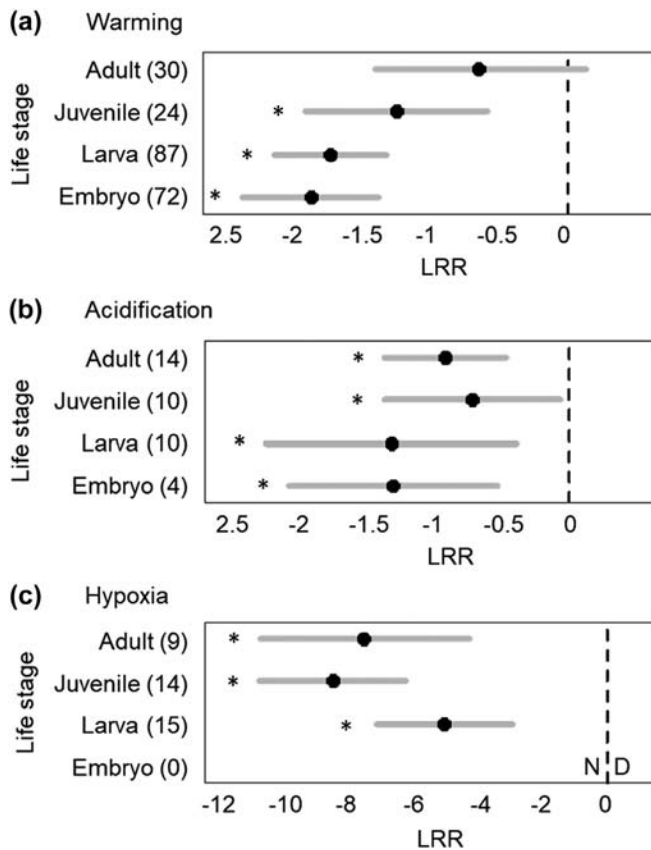 (a) Warming
Life stage
Adult (30)
Juvenile (24) *
Larva (87) *
Embryo (72) *
2.5 -2 -1.5 -1 -0.5 0
LRR
(b) Acidification
Life stage
Adult (14) *
Juvenile (10) *
Larva (10) *
Embryo (4) *
2.5 -2 -1.5 -1 -0.5 0
LRR
(c) Hypoxia
Life stage
Adult (9) *
Juvenile (14) *
Larva (15) *
Embryo (0) N D
-12 -10 -8 -6 -4 -2 0
LRR